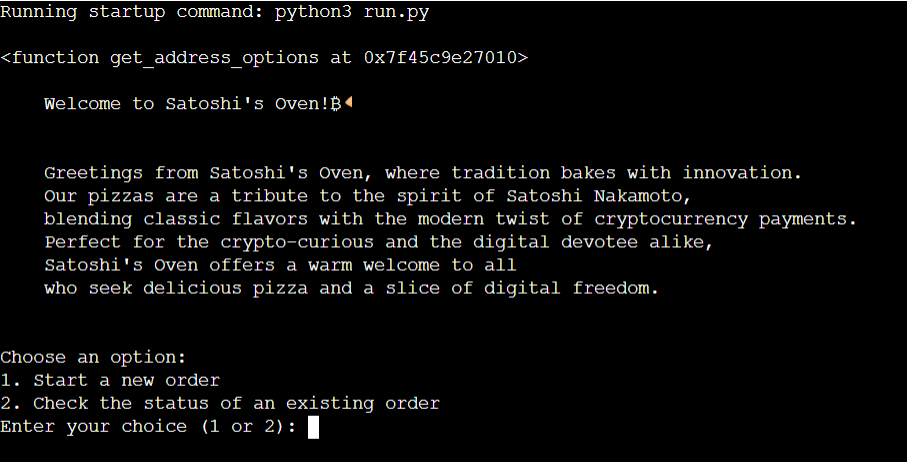 Running startup command: python3 run.py
<function get_address_options at 0x7f45c9e27010>
Welcome to Satoshi's Oven!₿
Greetings from Satoshi's Oven, where tradition bakes with innovation.
Our pizzas are a tribute to the spirit of Satoshi Nakamoto,
blending classic flavors with the modern twist of cryptocurrency payments.
Perfect for the crypto-curious and the digital devotee alike,
Satoshi's Oven offers a warm welcome to all
who seek delicious pizza and a slice of digital freedom.
Choose an option:
1. Start a new order
2. Check the status of an existing order
Enter your choice (1 or 2):